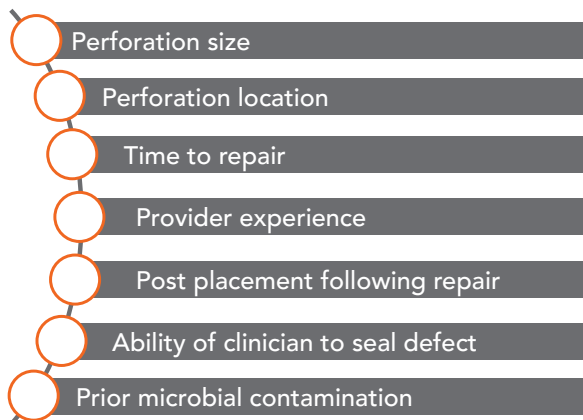 Perforation size
Perforation location
Time to repair
Provider experience
Post placement following repair
Ability of clinician to seal defect
Prior microbial contamination